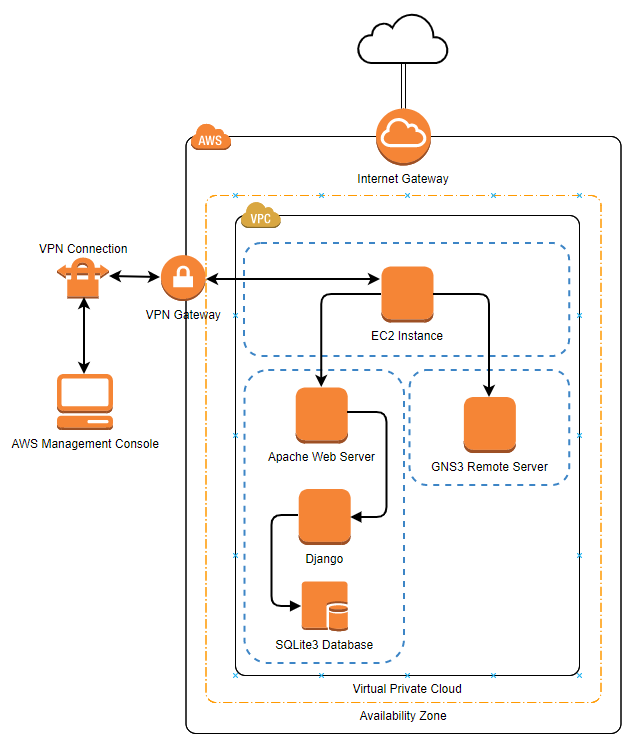 AWS
Internet Gateway
VPC
VPN Connection
VPN Gateway
EC2 Instance
AWS Management Console
Apache Web Server
GNS3 Remote Server
Django
SQLite3 Database
Virtual Private Cloud
Availability Zone